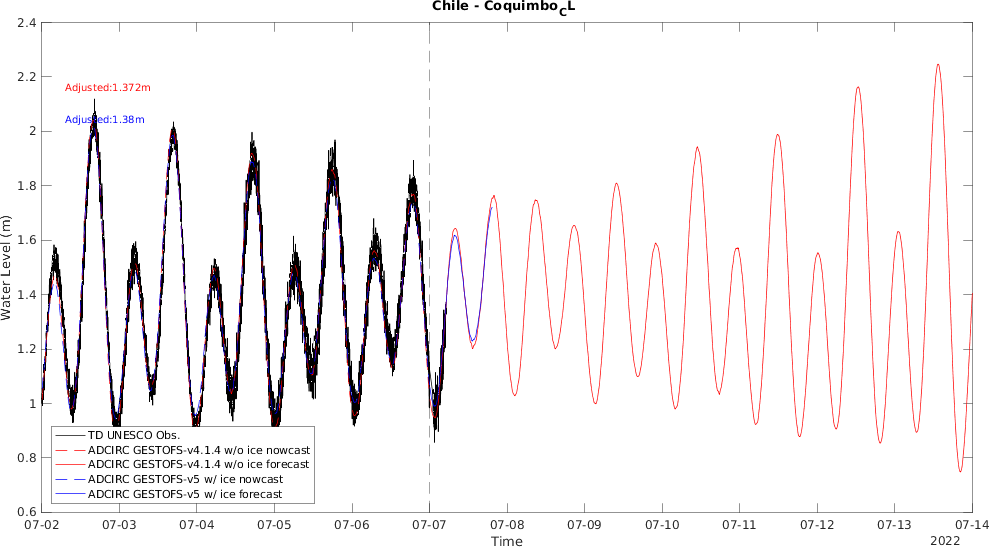 Chile - Coquimbo_CL
2.4
2.2
2
1.8
1.6
1.4
1.2
1
0.8
0.6
Water Level (m)
Adjusted:1.372m
Adjusted:1.38m
TD UNESCO Obs.
ADCIRC GESTOFS-v4.1.4 w/o ice nowcast
ADCIRC GESTOFS-v4.1.4 w/o ice forecast
ADCIRC GESTOFS-v5 w/ ice nowcast
ADCIRC GESTOFS-v5 w/ ice forecast
07-02 07-03 07-04 07-05 07-06 07-07 07-08 07-09 07-10 07-11 07-12 07-13 07-14
Time
2022